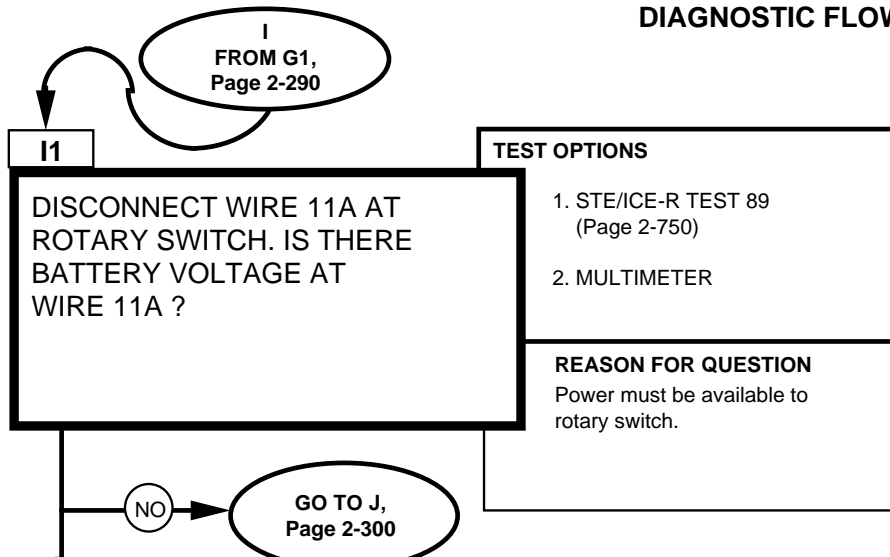 DIAGNOSTIC FLOW
I
FROM G1,
Page 2-290
I1
DISCONNECT WIRE 11A AT
ROTARY SWITCH. IS THERE
BATTERY VOLTAGE AT
WIRE 11A ?
TEST OPTIONS
1. STE/ICE-R TEST 89
(Page 2-750)
2. MULTIMETER
REASON FOR QUESTION
Power must be available to
rotary switch.
NO
GO TO J,
Page 2-300